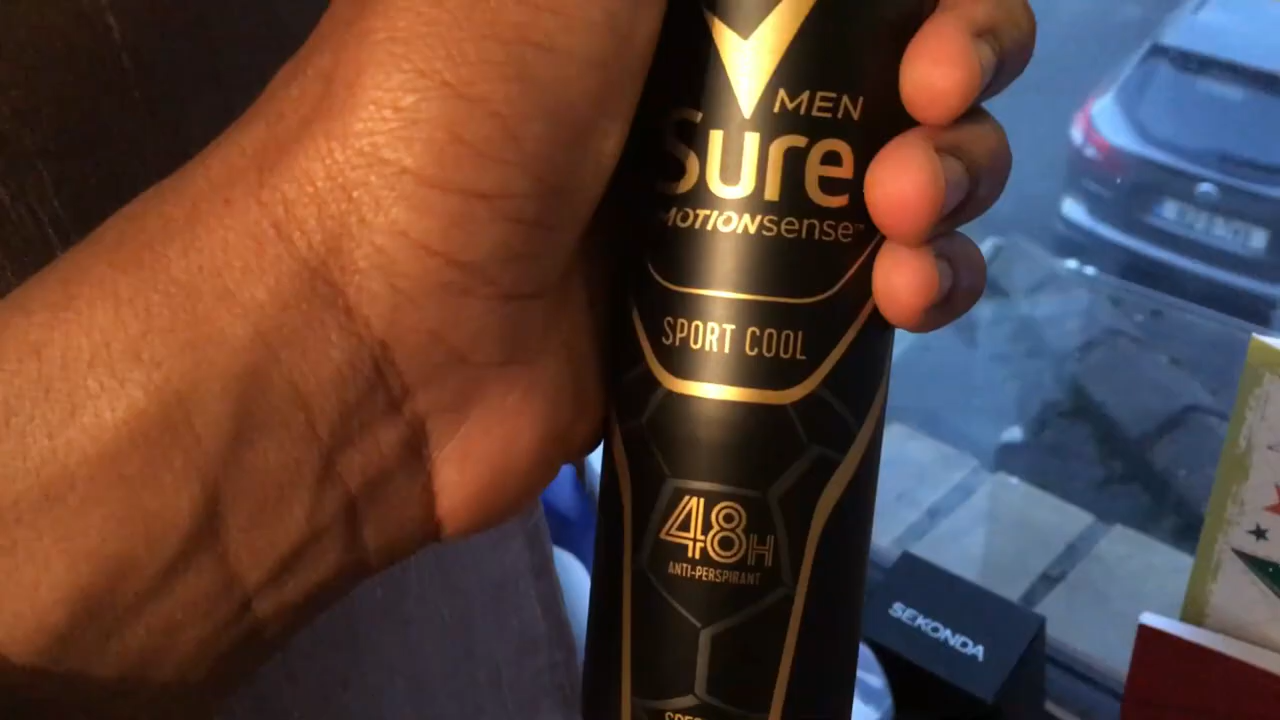 MEN
Sure
MOTIONsense™
SPORT COOL
48H
ANTI-PERSPIRANT
SEKONDA